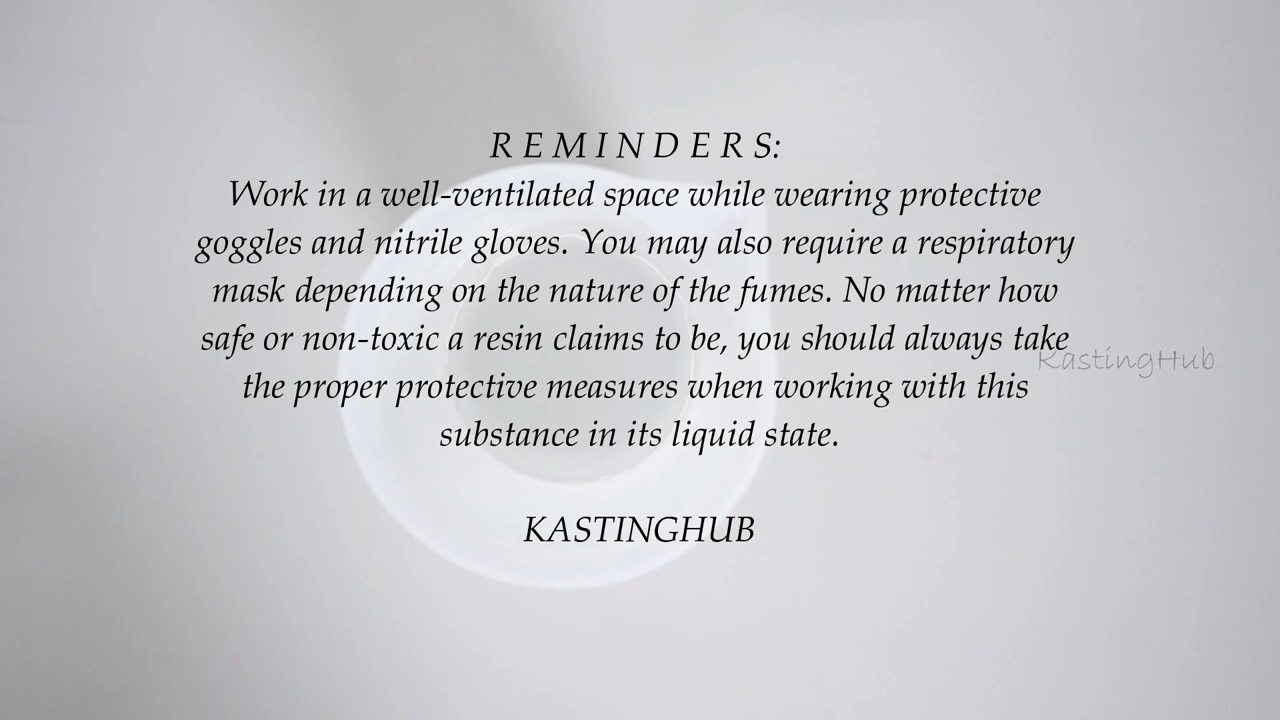 R E M I N D E R S:
Work in a well-ventilated space while wearing protective
goggles and nitrile gloves. You may also require a respiratory
mask depending on the nature of the fumes. No matter how
safe or non-toxic a resin claims to be, you should always take
the proper protective measures when working with this
substance in its liquid state.
KASTINGHUB
KastingHub